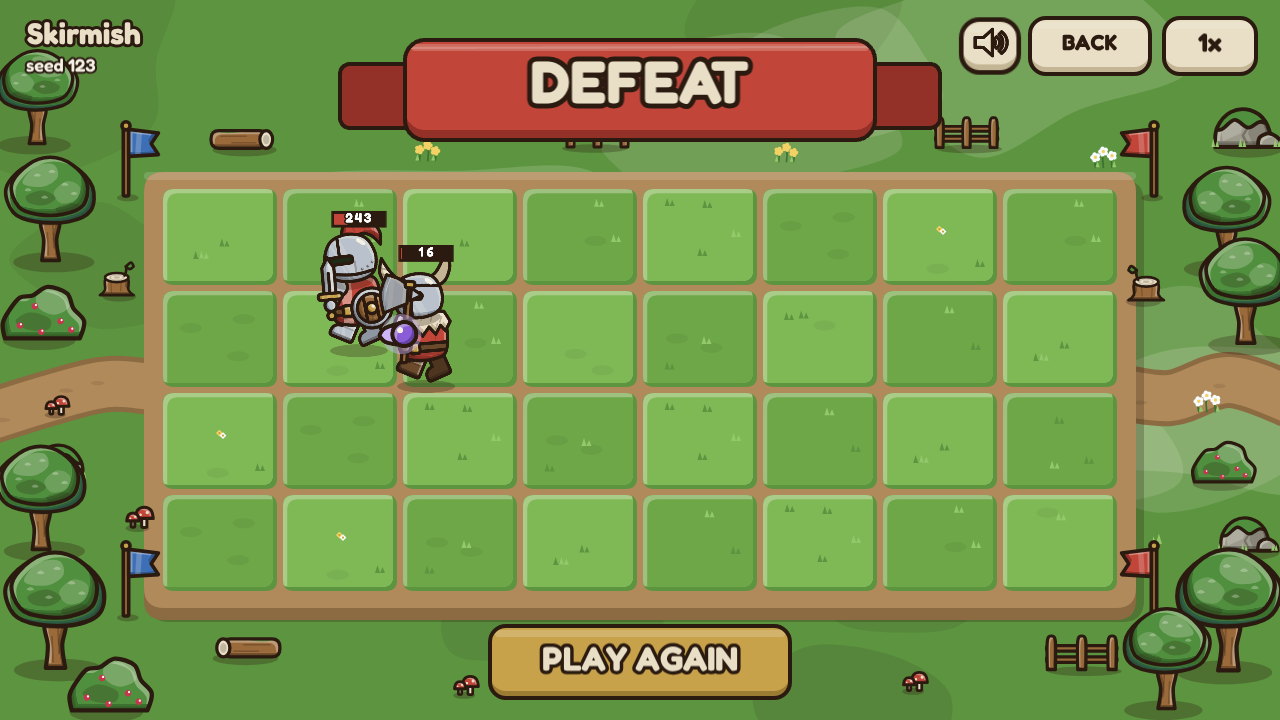 Skirmish
seed 123
DEFEAT
BACK
1x
243
16
PLAY AGAIN